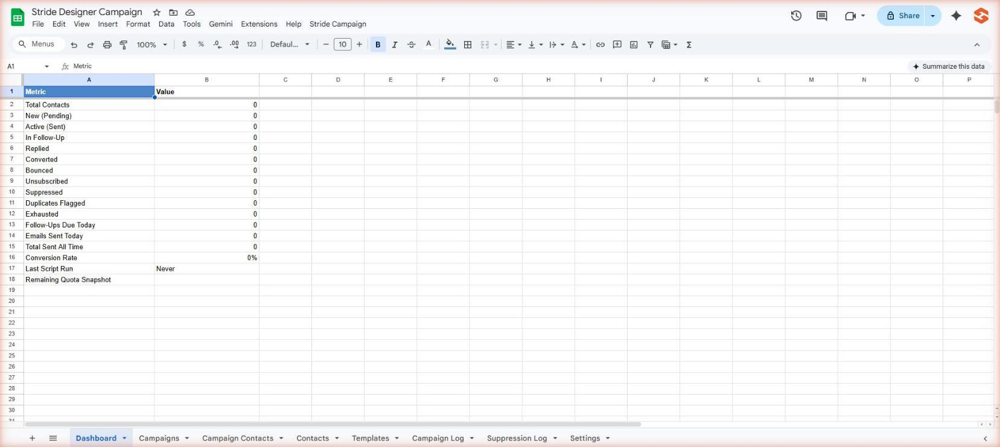 Stride Designer Campaign
File Edit View Insert Format Data Tools Gemini Extensions Help Stride Campaign
Share
Menus 100% $ % .0 .00 123 Defaul... − 10 + B I S A Σ
A1 fx Metric
Summarize this data
A B C D E F G H I J K L M N O P
1 Metric Value
2 Total Contacts 0
3 New (Pending) 0
4 Active (Sent) 0
5 In Follow-Up 0
6 Replied 0
7 Converted 0
8 Bounced 0
9 Unsubscribed 0
10 Suppressed 0
11 Duplicates Flagged 0
12 Exhausted 0
13 Follow-Ups Due Today 0
14 Emails Sent Today 0
15 Total Sent All Time 0
16 Conversion Rate 0%
17 Last Script Run Never
18 Remaining Quota Snapshot
19
20
21
22
23
24
25
26
27
28
29
30
31
Dashboard Campaigns Campaign Contacts Contacts Templates Campaign Log Suppression Log Settings